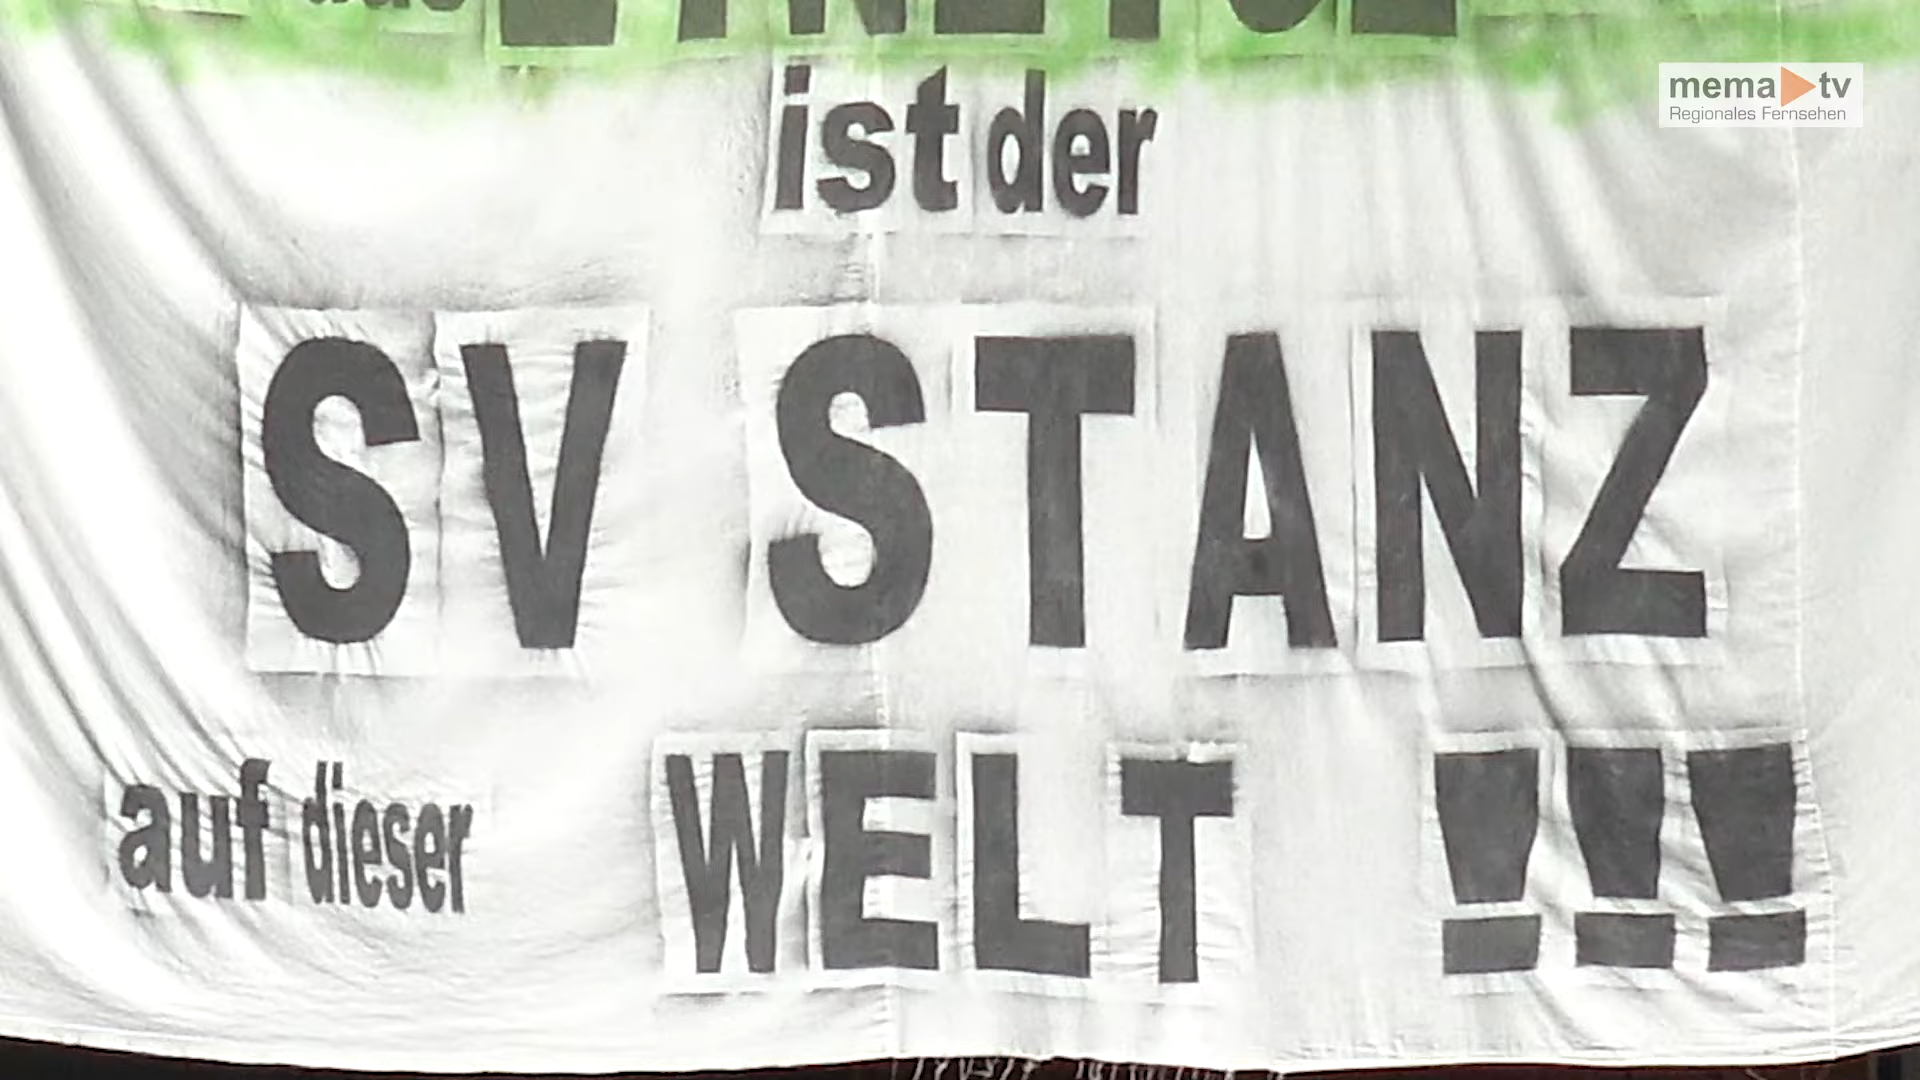 ist der
SV STANZ
auf dieser WELT !!!
mema tv
Regionales Fernsehen